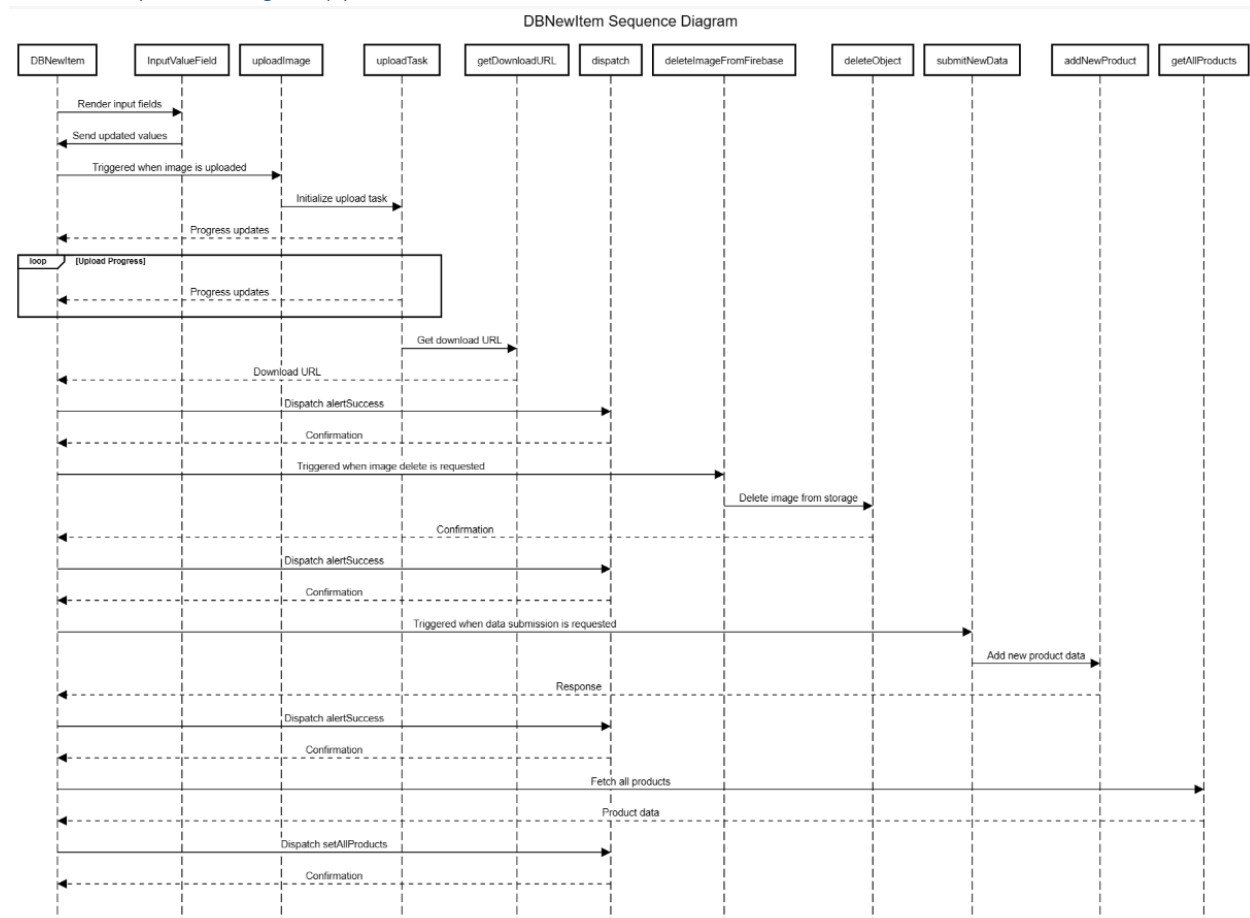 DBNewItem Sequence Diagram
DBNewItem InputValueField uploadImage uploadTask getDownloadURL dispatch deleteImageFromFirebase deleteObject submitNewData addNewProduct getAllProducts
Render input fields
Send updated values
Triggered when image is uploaded
Initialize upload task
Progress updates
loop [Upload Progress]
Progress updates
Get download URL
Download URL
Dispatch alertSuccess
Confirmation
Triggered when image delete is requested
Delete image from storage
Confirmation
Dispatch alertSuccess
Confirmation
Triggered when data submission is requested
Add new product data
Response
Dispatch alertSuccess
Confirmation
Fetch all products
Product data
Dispatch setAllProducts
Confirmation